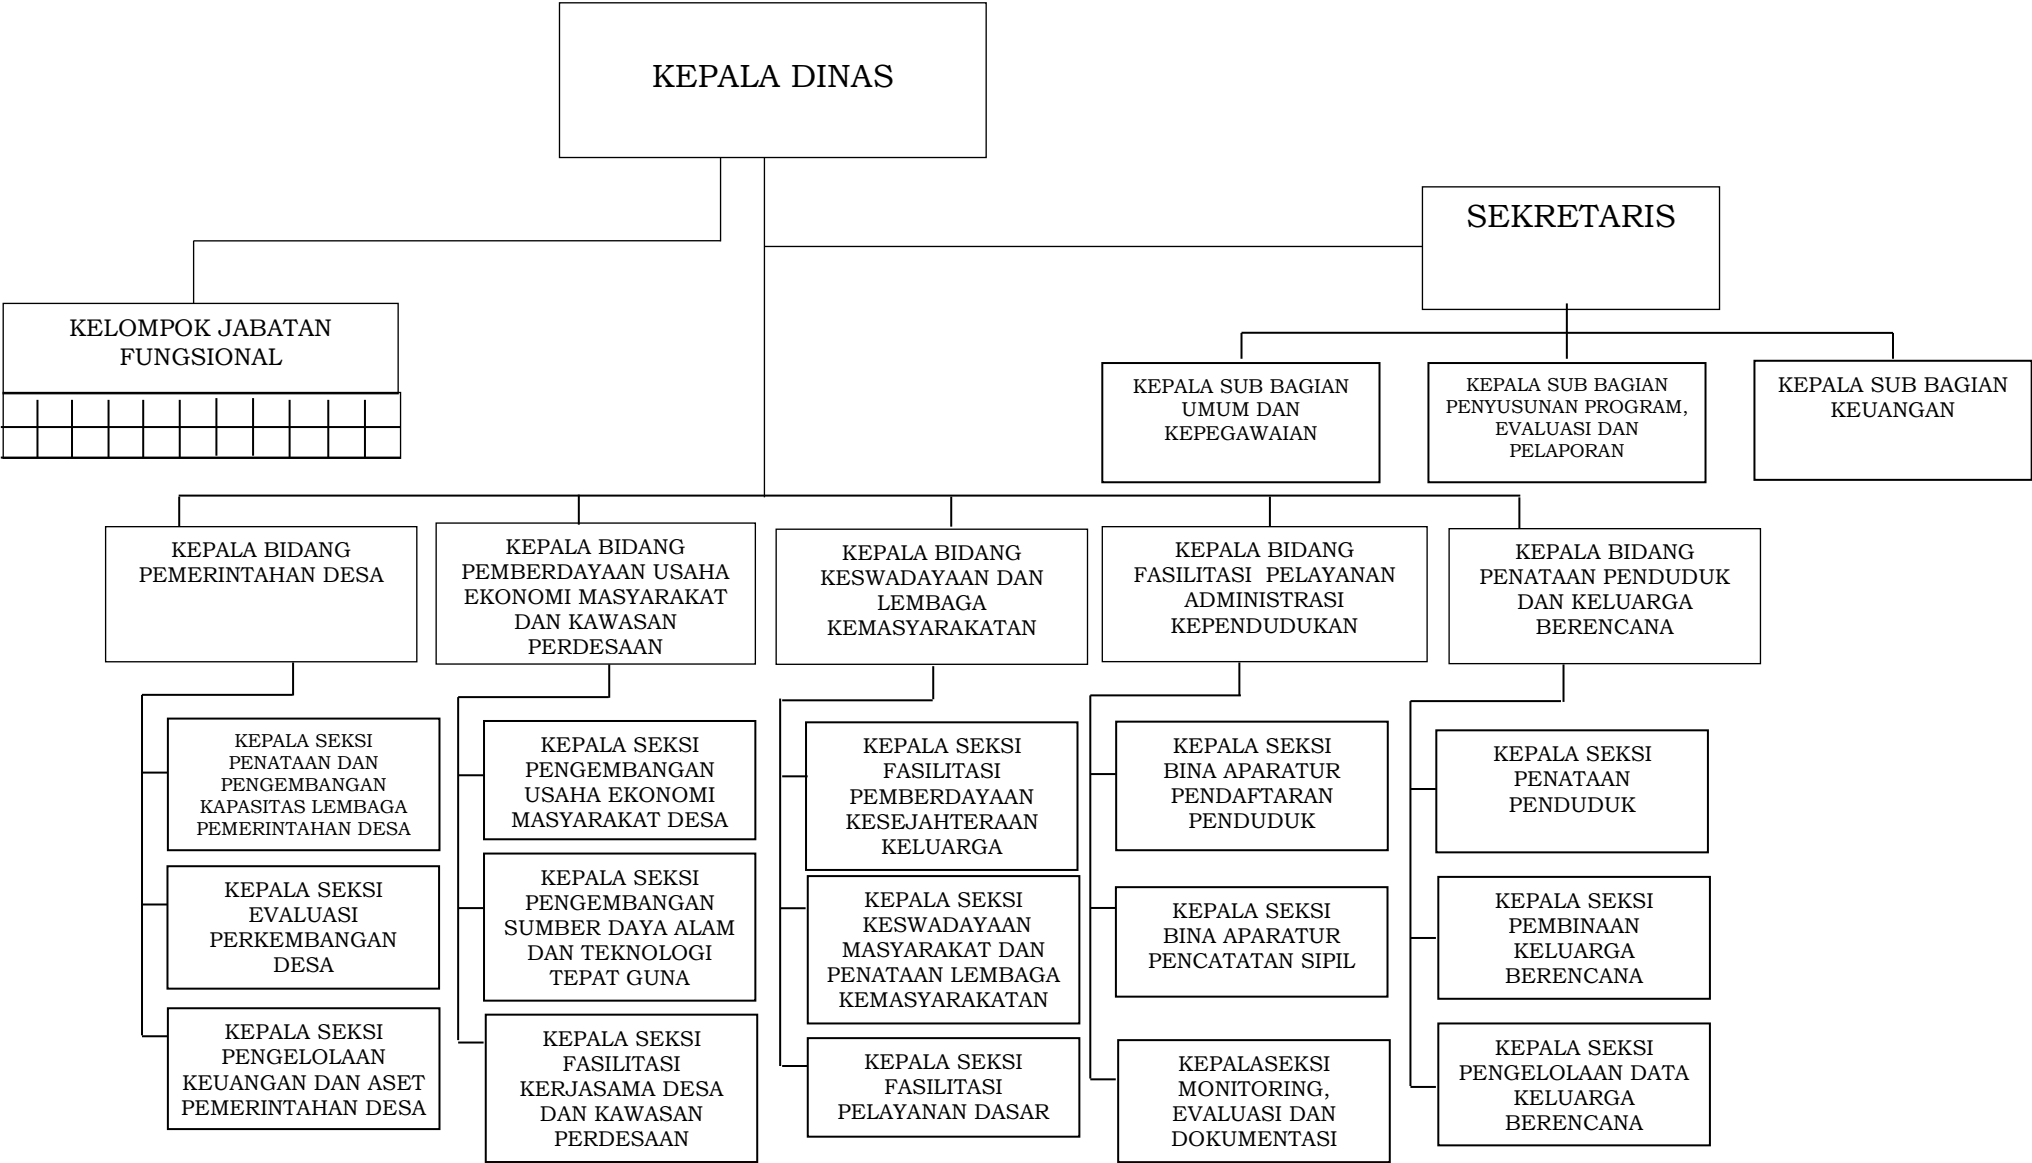 KEPALA DINAS
SEKRETARIS
KELOMPOK JABATAN
FUNGSIONAL
KEPALA SUB BAGIAN
UMUM DAN
KEPEGAWAIAN
KEPALA SUB BAGIAN
PENYUSUNAN PROGRAM,
EVALUASI DAN
PELAPORAN
KEPALA SUB BAGIAN
KEUANGAN
KEPALA BIDANG
PEMERINTAHAN DESA
KEPALA BIDANG
PEMBERDAYAAN USAHA
EKONOMI MASYARAKAT
DAN KAWASAN
PERDESAAN
KEPALA BIDANG
KESWADAYAAN DAN
LEMBAGA
KEMASYARAKATAN
KEPALA BIDANG
FASILITASI  PELAYANAN
ADMINISTRASI
KEPENDUDUKAN
KEPALA BIDANG
PENATAAN PENDUDUK
DAN KELUARGA
BERENCANA
KEPALA SEKSI
PENATAAN DAN
PENGEMBANGAN
KAPASITAS LEMBAGA
PEMERINTAHAN DESA
KEPALA SEKSI
EVALUASI
PERKEMBANGAN
DESA
KEPALA SEKSI
PENGELOLAAN
KEUANGAN DAN ASET
PEMERINTAHAN DESA
KEPALA SEKSI
PENGEMBANGAN
USAHA EKONOMI
MASYARAKAT DESA
KEPALA SEKSI
PENGEMBANGAN
SUMBER DAYA ALAM
DAN TEKNOLOGI
TEPAT GUNA
KEPALA SEKSI
FASILITASI
KERJASAMA DESA
DAN KAWASAN
PERDESAAN
KEPALA SEKSI
FASILITASI
PEMBERDAYAAN
KESEJAHTERAAN
KELUARGA
KEPALA SEKSI
KESWADAYAAN
MASYARAKAT DAN
PENATAAN LEMBAGA
KEMASYARAKATAN
KEPALA SEKSI
FASILITASI
PELAYANAN DASAR
KEPALA SEKSI
BINA APARATUR
PENDAFTARAN
PENDUDUK
KEPALA SEKSI
BINA APARATUR
PENCATATAN SIPIL
KEPALASEKSI
MONITORING,
EVALUASI DAN
DOKUMENTASI
KEPALA SEKSI
PENATAAN
PENDUDUK
KEPALA SEKSI
PEMBINAAN
KELUARGA
BERENCANA
KEPALA SEKSI
PENGELOLAAN DATA
KELUARGA
BERENCANA